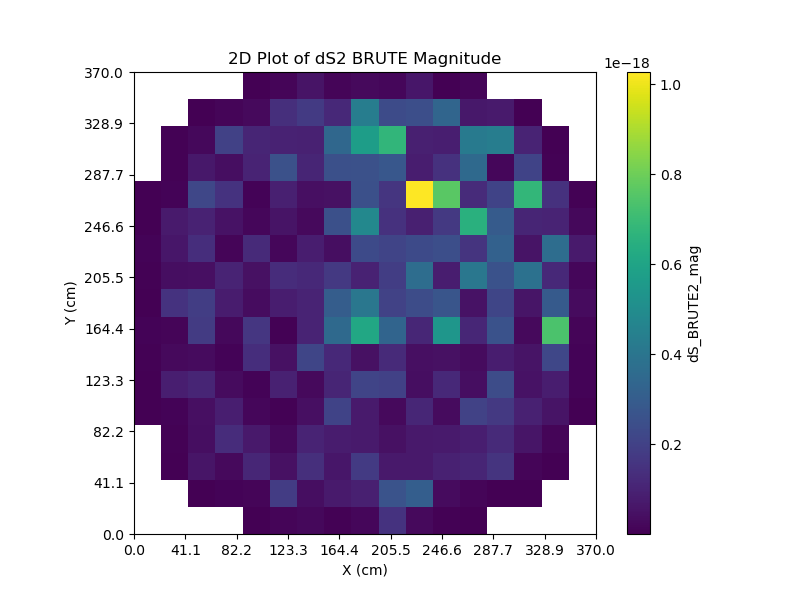 2D Plot of dS2 BRUTE Magnitude
1e−18
370.0
328.9
287.7
246.6
205.5
164.4
123.3
82.2
41.1
0.0
Y (cm)
0.0 41.1 82.2 123.3 164.4 205.5 246.6 287.7 328.9 370.0
X (cm)
1.0
0.8
0.6
0.4
0.2
dS_BRUTE2_mag